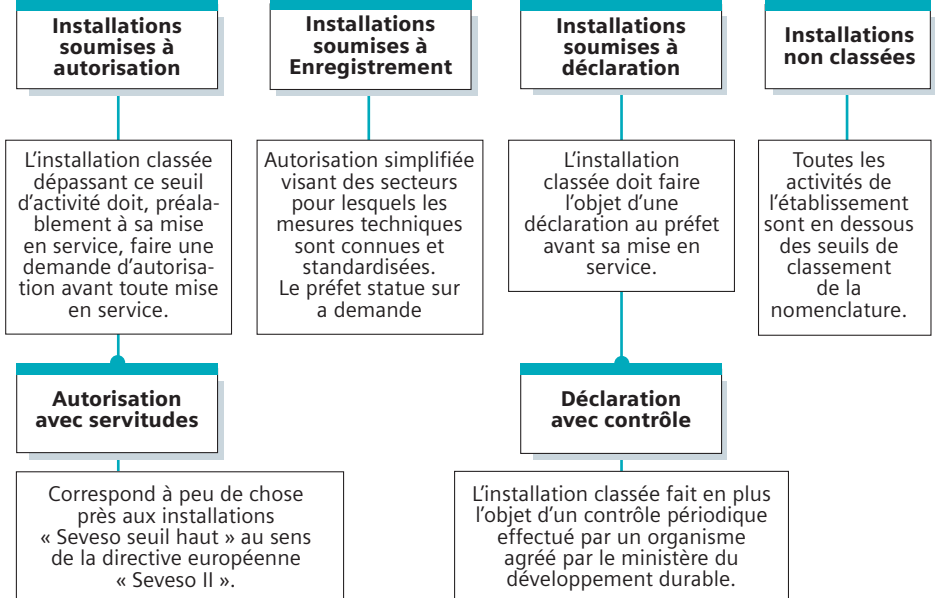 Installations
soumises à
autorisation
L'installation classée
dépassant ce seuil
d'activité doit, préala-
blement à sa mise
en service, faire une
demande d'autorisa-
tion avant toute mise
en service.
Autorisation
avec servitudes
Correspond à peu de chose
près aux installations
« Seveso seuil haut » au sens
de la directive européenne
« Seveso II ».
Installations
soumises à
Enregistrement
Autorisation simplifiée
visant des secteurs
pour lesquels les
mesures techniques
sont connues et
standardisées.
Le préfet statue sur
a demande
Installations
soumises à
déclaration
L'installation
classée doit faire
l'objet d'une
déclaration au préfet
avant sa mise en
service.
Déclaration
avec contrôle
L'installation classée fait en plus
l'objet d'un contrôle périodique
effectué par un organisme
agréé par le ministère du
développement durable.
Installations
non classées
Toutes les
activités de
l'établissement
sont en dessous
des seuils de
classement
de la
nomenclature.